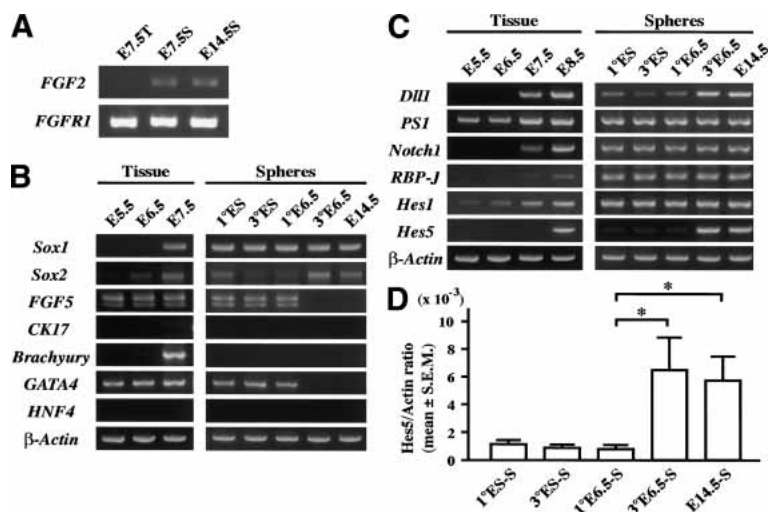 A
E7.5T E7.5S E14.5S
FGF2
FGFR1
B
Tissue Spheres
E5.5 E6.5 E7.5 1°ES 3°ES 1°E6.5 3°E6.5 E14.5
Sox1
Sox2
FGF5
CK17
Brachyury
GATA4
HNF4
β-Actin
C
Tissue Spheres
E5.5 E6.5 E7.5 E8.5 1°ES 3°ES 1°E6.5 3°E6.5 E14.5
Dll1
PS1
Notch1
RBP-J
Hes1
Hes5
β-Actin
D
(x 10⁻³)
Hes5/Actin ratio
(mean ± S.E.M.)
10
8
6
4
2
0
* *
1°ES-S 3°ES-S 1°E6.5-S 3°E6.5-S E14.5-S